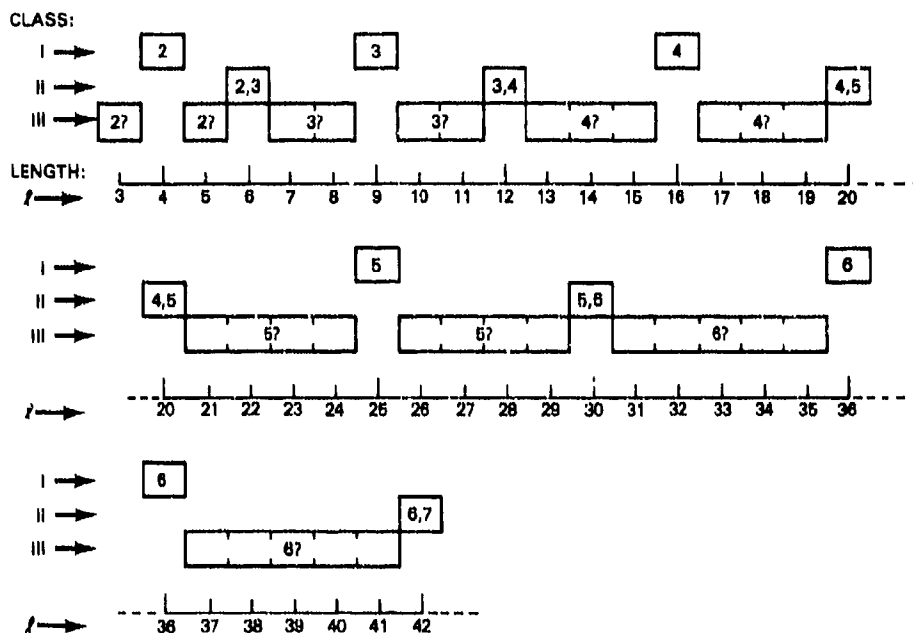 CLASS:
I 2 3 4
II 2,3 3,4 4,5
III 2? 2? 3? 3? 4? 4?
LENGTH:
ℓ 3 4 5 6 7 8 9 10 11 12 13 14 15 16 17 18 19 20
I 5 6
II 4,5 5,6
III 5? 5? 6?
ℓ 20 21 22 23 24 25 26 27 28 29 30 31 32 33 34 35 36
I 6
II 6,7
III 6?
ℓ 36 37 38 39 40 41 42